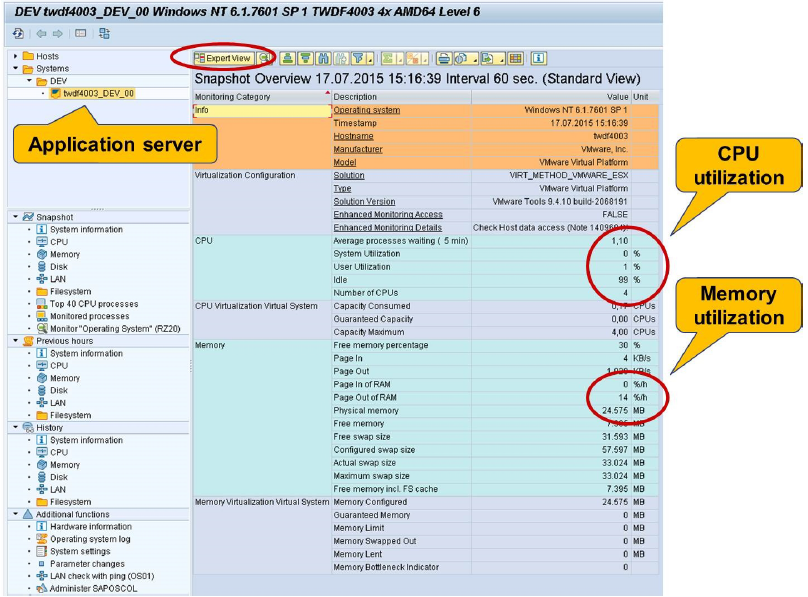 DEV twdf4003_DEV_00 Windows NT 6.1.7601 SP 1 TWDF4003 4x AMD64 Level 6
Hosts
Systems
DEV
twdf4003_DEV_00
Application server
Snapshot
System information
CPU
Memory
Disk
LAN
Filesystem
Top 40 CPU processes
Monitored processes
Monitor "Operating System" (RZ20)
Previous hours
System information
CPU
Memory
Disk
LAN
Filesystem
History
System information
CPU
Memory
Disk
LAN
Filesystem
Additional functions
Hardware information
Operating system log
System settings
Parameter changes
LAN check with ping (OS01)
Administer SAPOSCOL
Expert View
Snapshot Overview 17.07.2015 15:16:39 Interval 60 sec. (Standard View)
Monitoring Category Description Value Unit
Info Operating system Windows NT 6.1.7601 SP 1
Timestamp 17.07.2015 15:16:39
Hostname twdf4003
Manufacturer VMware, Inc.
Model VMware Virtual Platform
Virtualization Configuration Solution VIRT_METHOD_VMWARE_ESX
Type VMware Virtual Platform
Solution Version VMware Tools 9.4.10 build-2068191
Enhanced Monitoring Access FALSE
Enhanced Monitoring Details Check Host data access (Note
CPU Average processes waiting ( 5 min) 1,10
System Utilization 0 %
User Utilization 1 %
Idle 99 %
Number of CPUs 4
CPU Virtualization Virtual System Capacity Consumed CPUs
Guaranteed Capacity 0,00 CPUs
Capacity Maximum 4,00 CPUs
Memory Free memory percentage 30 %
Page In 4 KB/s
Page Out KB/s
Page In of RAM 0 %/h
Page Out of RAM 14 %/h
Physical memory 24.575 MB
Free memory MB
Free swap size 31.593 MB
Configured swap size 57.597 MB
Actual swap size 33.024 MB
Maximum swap size 33.024 MB
Free memory incl. FS cache 7.395 MB
Memory Virtualization Virtual System Memory Configured 24.575 MB
Guaranteed Memory 0 MB
Memory Limit 0 MB
Memory Swapped Out 0 MB
Memory Lent 0 MB
Memory Bottleneck Indicator 0
CPU
utilization
Memory
utilization